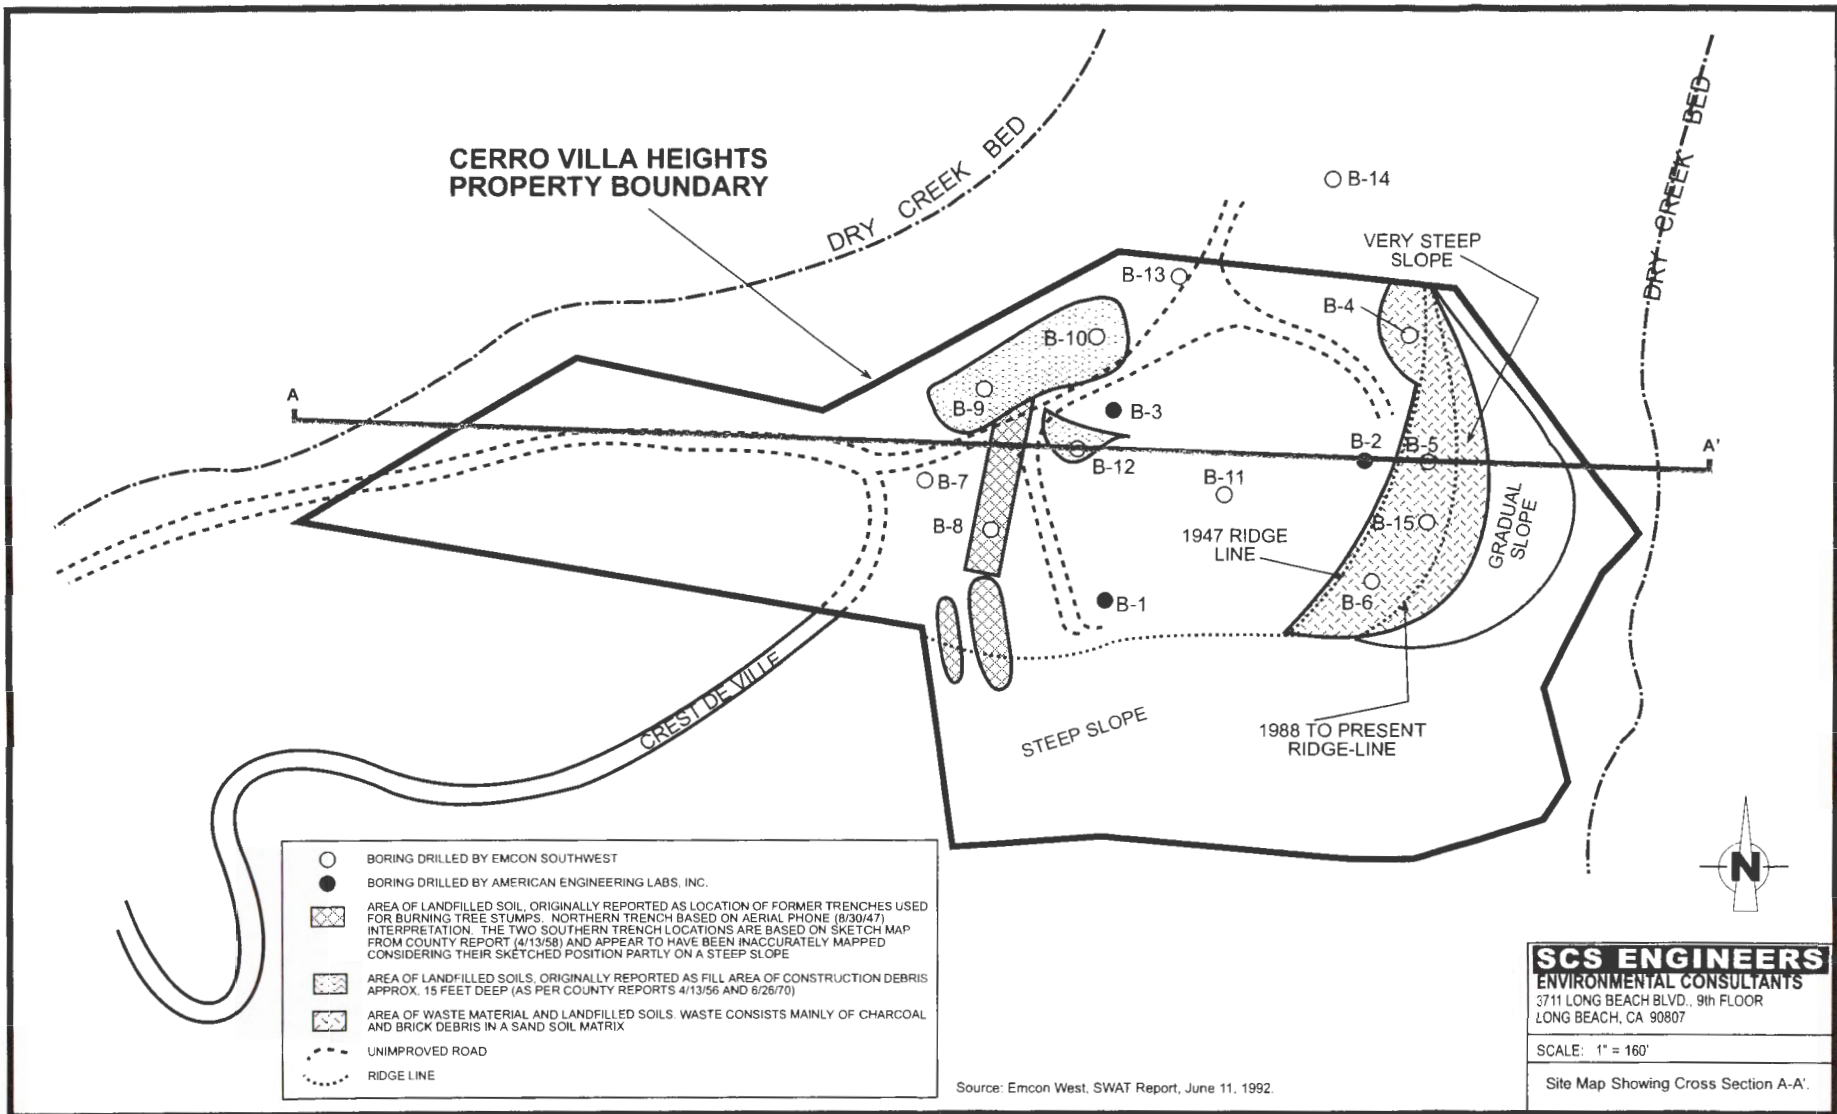 CERRO VILLA HEIGHTS
PROPERTY BOUNDARY
DRY CREEK BED
DRY CREEK BED
B-14
VERY STEEP
SLOPE
B-13
B-4
B-10
A
B-9
B-3
B-2
B-5
A'
B-12
B-7
B-11
B-8
B-15
GRADUAL
SLOPE
1947 RIDGE
LINE
B-6
B-1
CREST DE VILLE
STEEP SLOPE
1988 TO PRESENT
RIDGE-LINE
BORING DRILLED BY EMCON SOUTHWEST
BORING DRILLED BY AMERICAN ENGINEERING LABS, INC.
AREA OF LANDFILLED SOIL, ORIGINALLY REPORTED AS LOCATION OF FORMER TRENCHES USED
FOR BURNING TREE STUMPS. NORTHERN TRENCH BASED ON AERIAL PHONE (8/30/47)
INTERPRETATION. THE TWO SOUTHERN TRENCH LOCATIONS ARE BASED ON SKETCH MAP
FROM COUNTY REPORT (4/13/58) AND APPEAR TO HAVE BEEN INACCURATELY MAPPED
CONSIDERING THEIR SKETCHED POSITION PARTLY ON A STEEP SLOPE
AREA OF LANDFILLED SOILS, ORIGINALLY REPORTED AS FILL AREA OF CONSTRUCTION DEBRIS
APPROX. 15 FEET DEEP (AS PER COUNTY REPORTS 4/13/56 AND 6/26/70)
AREA OF WASTE MATERIAL AND LANDFILLED SOILS. WASTE CONSISTS MAINLY OF CHARCOAL
AND BRICK DEBRIS IN A SAND SOIL MATRIX
UNIMPROVED ROAD
RIDGE LINE
Source: Emcon West, SWAT Report, June 11, 1992.
N
SCS ENGINEERS
ENVIRONMENTAL CONSULTANTS
3711 LONG BEACH BLVD., 9th FLOOR
LONG BEACH, CA 90807
SCALE: 1" = 160'
Site Map Showing Cross Section A-A'.